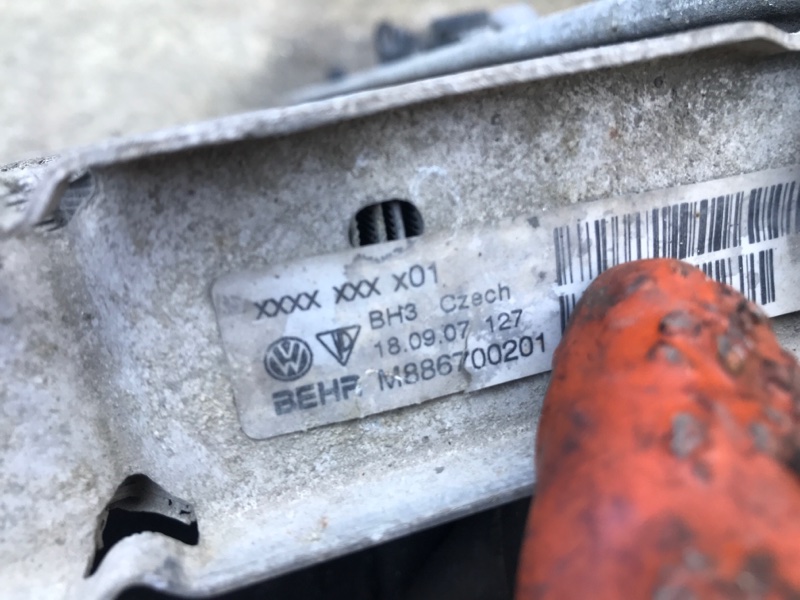 xxxx xxx x01
BH3 Czech
18.09.07 127
BEHR M886700201